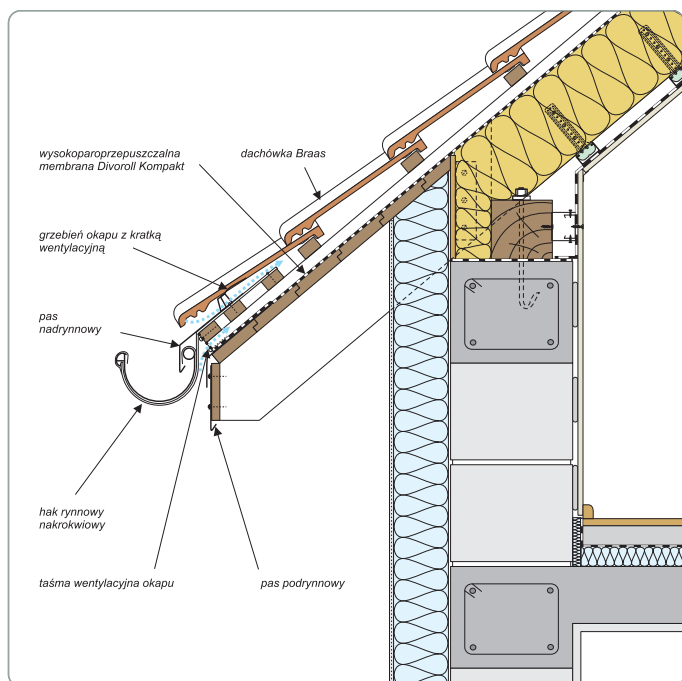 wysokoparoprzepuszczalna
membrana Divoroll Kompakt
dachówka Braas
grzebień okapu z kratką
wentylacyjną
pas
nadrynnowy
hak rynnowy
nakrokwiowy
taśma wentylacyjna okapu
pas podrynnowy